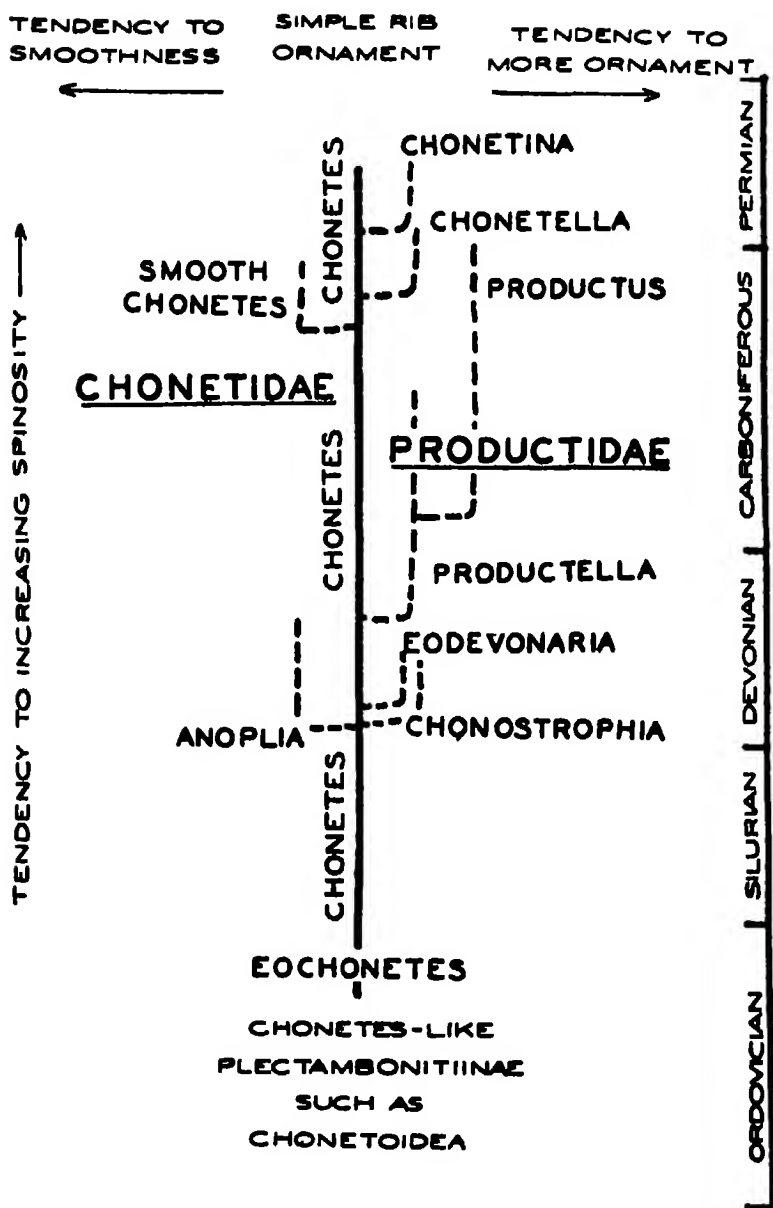 TENDENCY TO
SMOOTHNESS
SIMPLE RIB
ORNAMENT
TENDENCY TO
MORE ORNAMENT
CHONETINA
CHONETELLA
PRODUCTUS
SMOOTH
CHONETES
CHONETES
CHONETIDAE
PRODUCTIDAE
CHONETES
PRODUCTELLA
EODEVONARIA
ANOPLIA
CHONOSTROPHIA
CHONETES
EOCHONETES
CHONETES-LIKE
PLECTAMBONITIINAE
SUCH AS
CHONETOIDEA
TENDENCY TO INCREASING SPINOSITY
PERMIAN
CARBONIFEROUS
DEVONIAN
SILURIAN
ORDOVICIAN